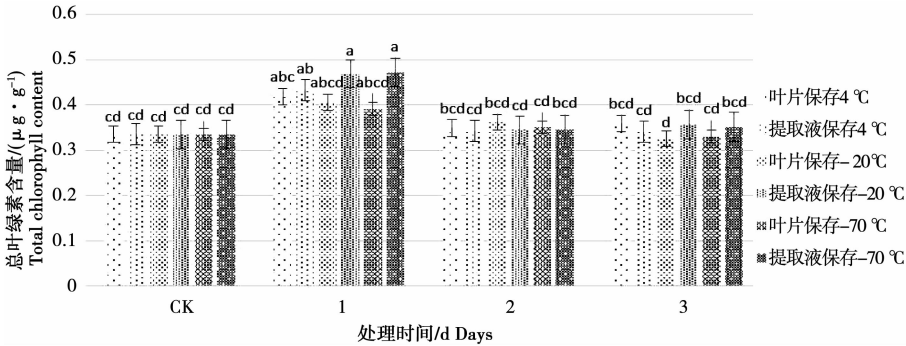 总叶绿素含量/(μg·g⁻¹)
Total chlorophyll content
0.6
0.5
0.4
0.3
0.2
0.1
0
cd cd cd cd cd cd
abc ab abcd a abcd a
bcd cd bcd cd cd bcd
bcd cd d bcd cd bcd
CK 1 2 3
处理时间/d Days
叶片保存4 ℃
提取液保存4 ℃
叶片保存–20℃
提取液保存–20 ℃
叶片保存–70 ℃
提取液保存–70 ℃